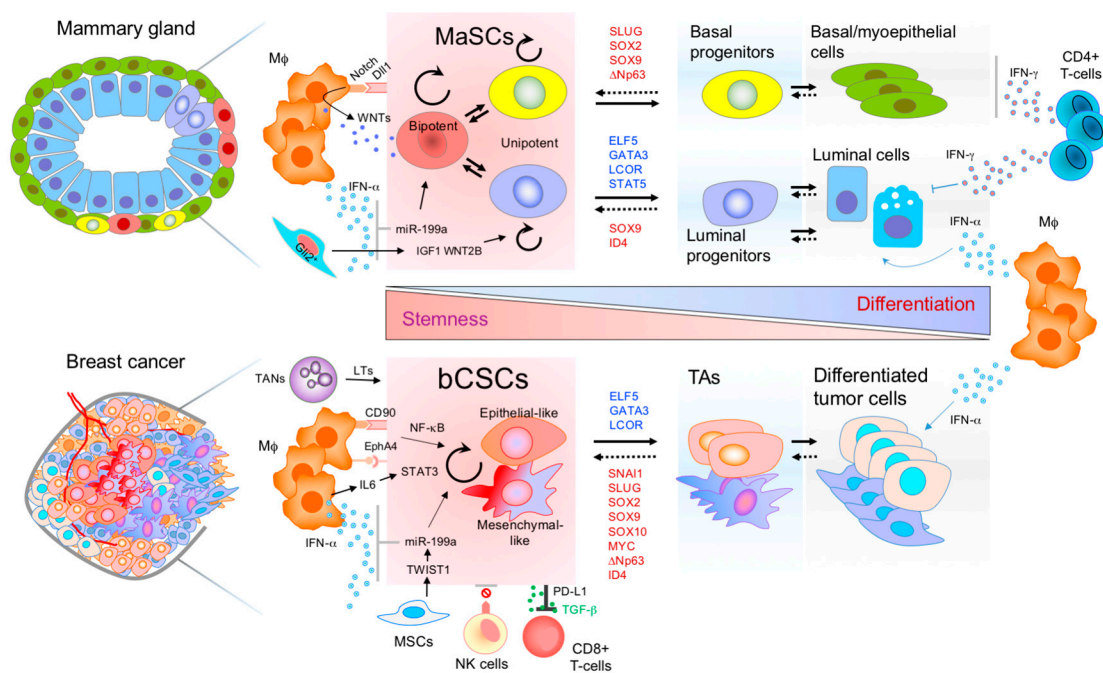 Mammary gland
Mϕ
Notch
Dll1
WNTs
IFN-α
Gli2+
MaSCs
Bipotent
Unipotent
miR-199a
IGF1 WNT2B
SLUG
SOX2
SOX9
ΔNp63
ELF5
GATA3
LCOR
STAT5
SOX9
ID4
Basal
progenitors
Luminal
progenitors
Basal/myoepithelial
cells
Luminal cells
IFN-γ
CD4+
T-cells
IFN-γ
IFN-α
Mϕ
Differentiation
Stemness
Breast cancer
TANs
LTs
CD90
Mϕ
EphA4
IL6
IFN-α
bCSCs
NF-κB
STAT3
Epithelial-like
Mesenchymal-
like
miR-199a
TWIST1
MSCs
NK cells
PD-L1
TGF-β
CD8+
T-cells
ELF5
GATA3
LCOR
SNAI1
SLUG
SOX2
SOX9
SOX10
MYC
ΔNp63
ID4
TAs
Differentiated
tumor cells
IFN-α